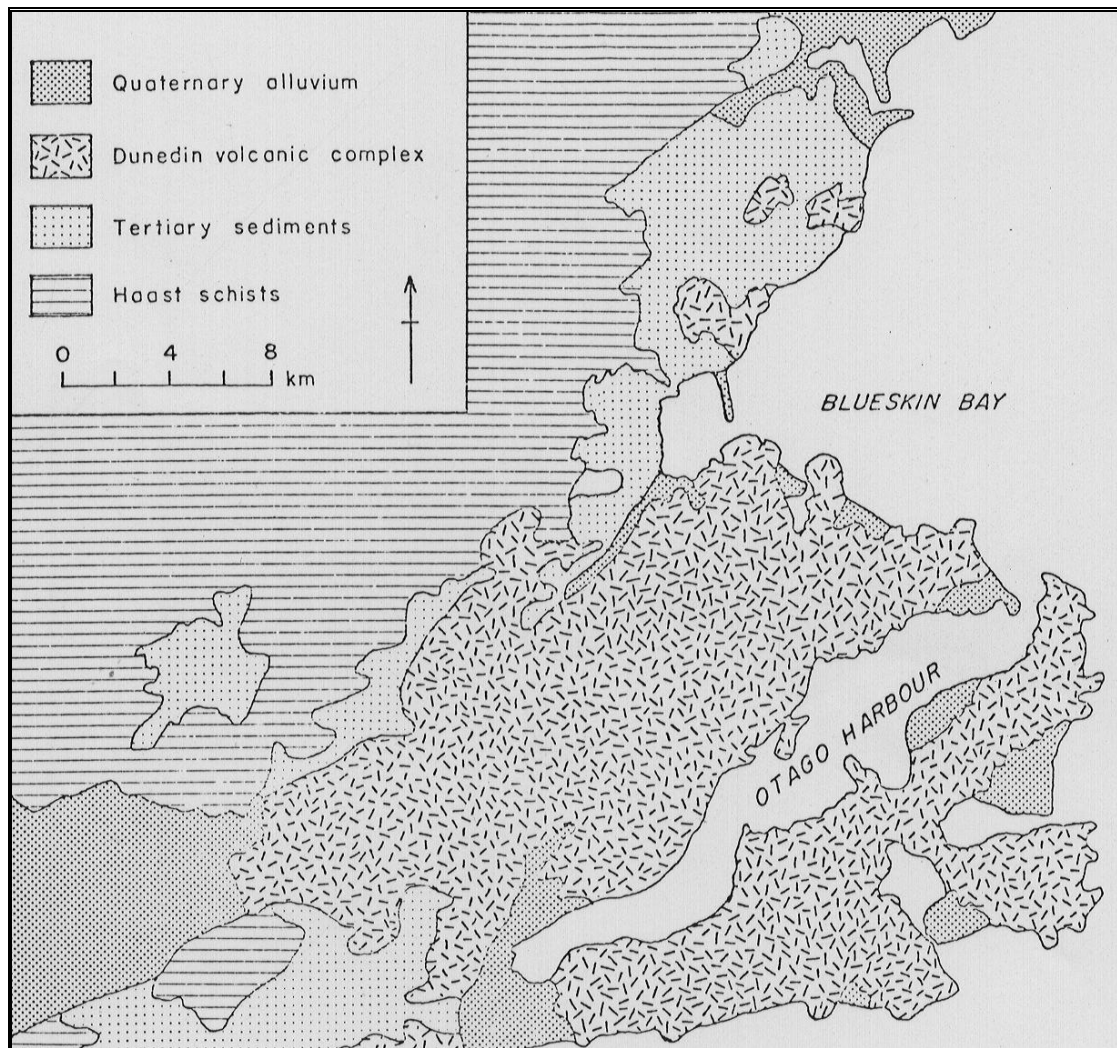 Quaternary alluvium
Dunedin volcanic complex
Tertiary sediments
Haast schists
0 4 8
km
BLUESKIN BAY
OTAGO HARBOUR